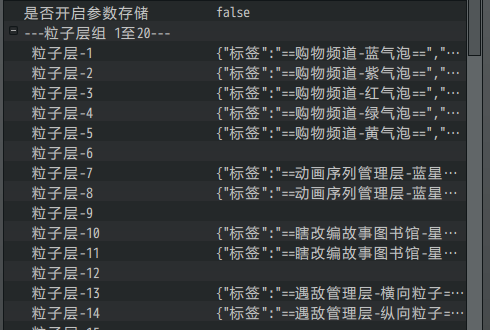 是否开启参数存储 false
---粒子层组 1至20---
粒子层-1 {"标签":"==购物频道-蓝气泡==","…
粒子层-2 {"标签":"==购物频道-紫气泡==","…
粒子层-3 {"标签":"==购物频道-红气泡==","…
粒子层-4 {"标签":"==购物频道-绿气泡==","…
粒子层-5 {"标签":"==购物频道-黄气泡==","…
粒子层-6
粒子层-7 {"标签":"==动画序列管理层-蓝星…
粒子层-8 {"标签":"==动画序列管理层-蓝星…
粒子层-9
粒子层-10 {"标签":"==瞎改编故事图书馆-星…
粒子层-11 {"标签":"==瞎改编故事图书馆-星…
粒子层-12
粒子层-13 {"标签":"==遇敌管理层-横向粒子=…
粒子层-14 {"标签":"==遇敌管理层-纵向粒子=…